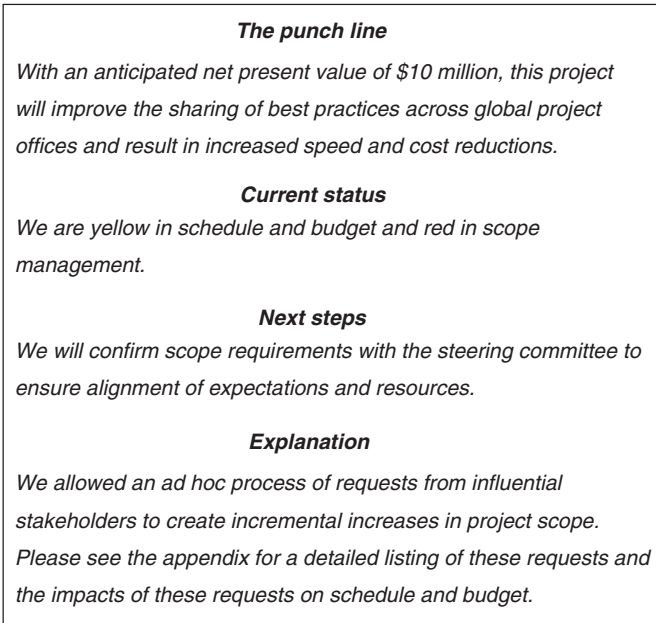 The punch line
With an anticipated net present value of $10 million, this project
will improve the sharing of best practices across global project
offices and result in increased speed and cost reductions.
Current status
We are yellow in schedule and budget and red in scope
management.
Next steps
We will confirm scope requirements with the steering committee to
ensure alignment of expectations and resources.
Explanation
We allowed an ad hoc process of requests from influential
stakeholders to create incremental increases in project scope.
Please see the appendix for a detailed listing of these requests and
the impacts of these requests on schedule and budget.